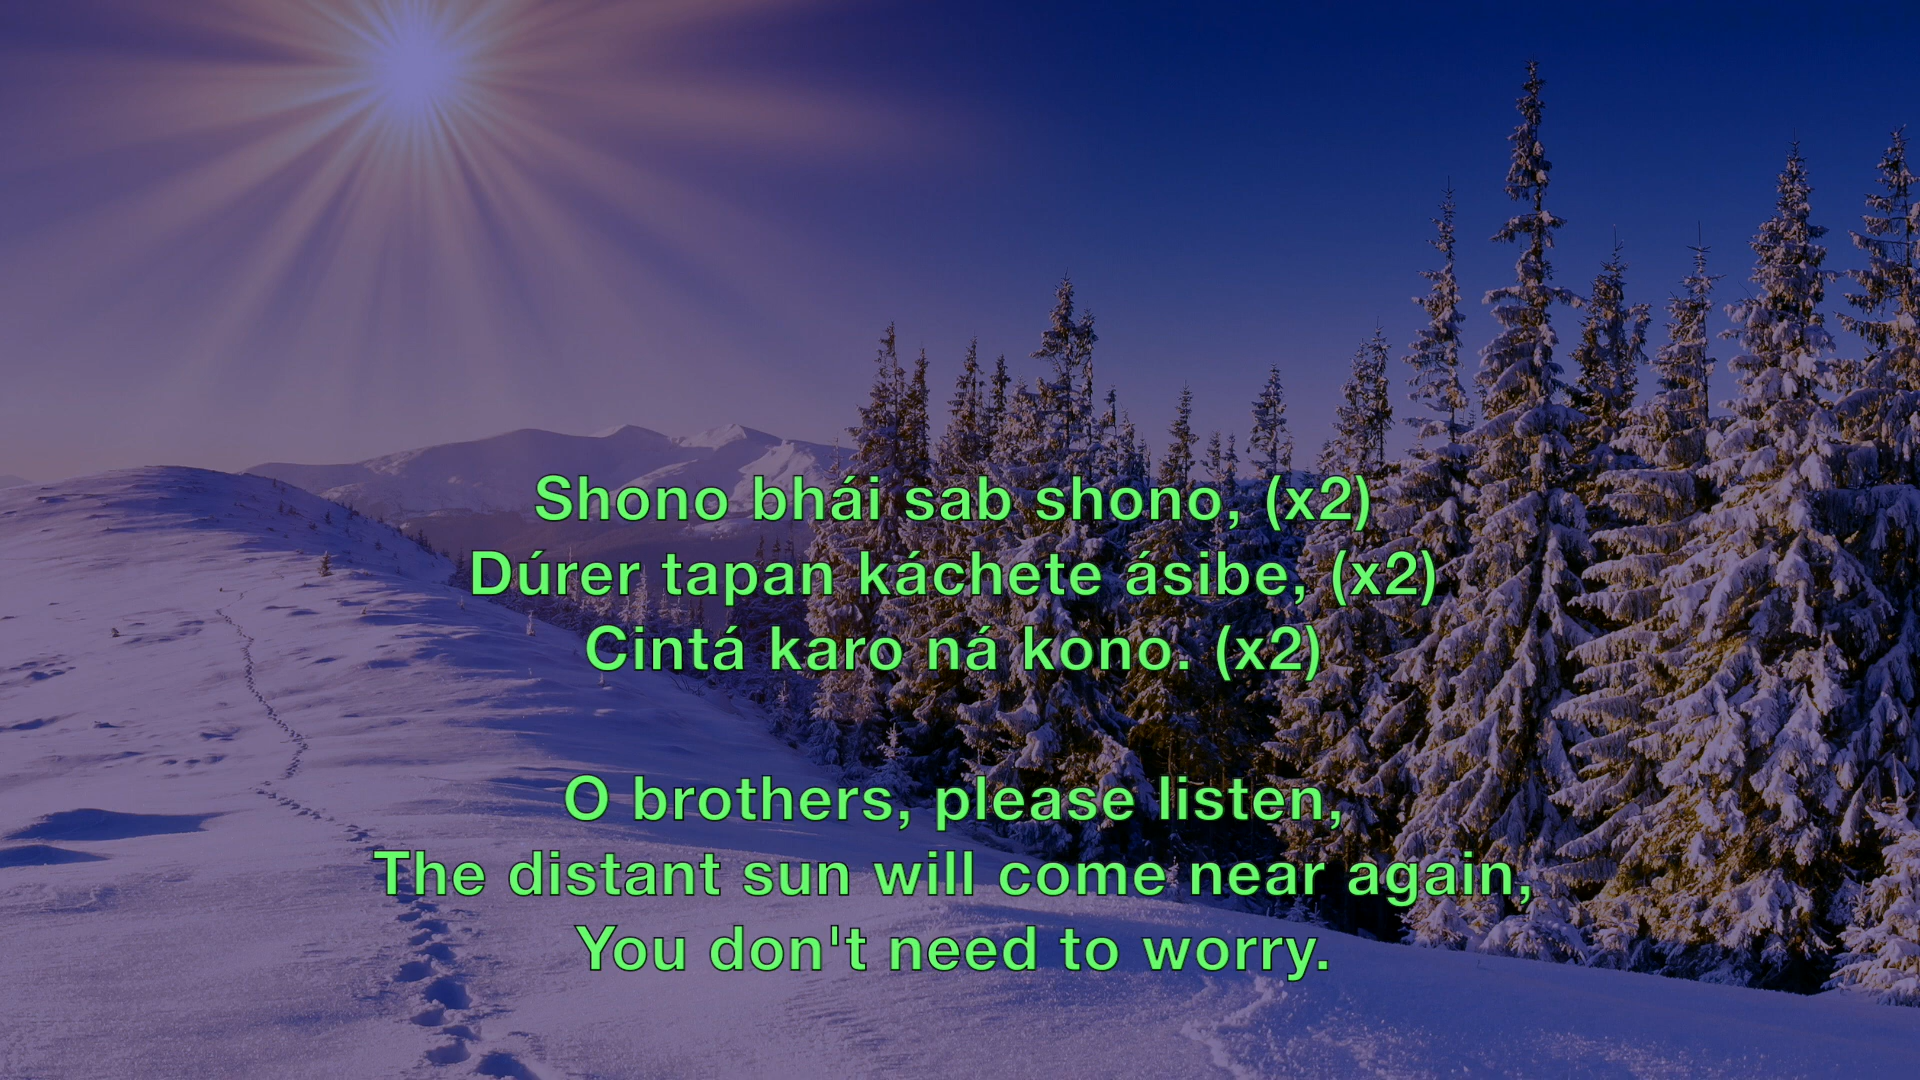 Shono bhái sab shono, (x2)
Dúrer tapan káchete ásibe, (x2)
Cintá karo ná kono. (x2)
O brothers, please listen,
The distant sun will come near again,
You don't need to worry.